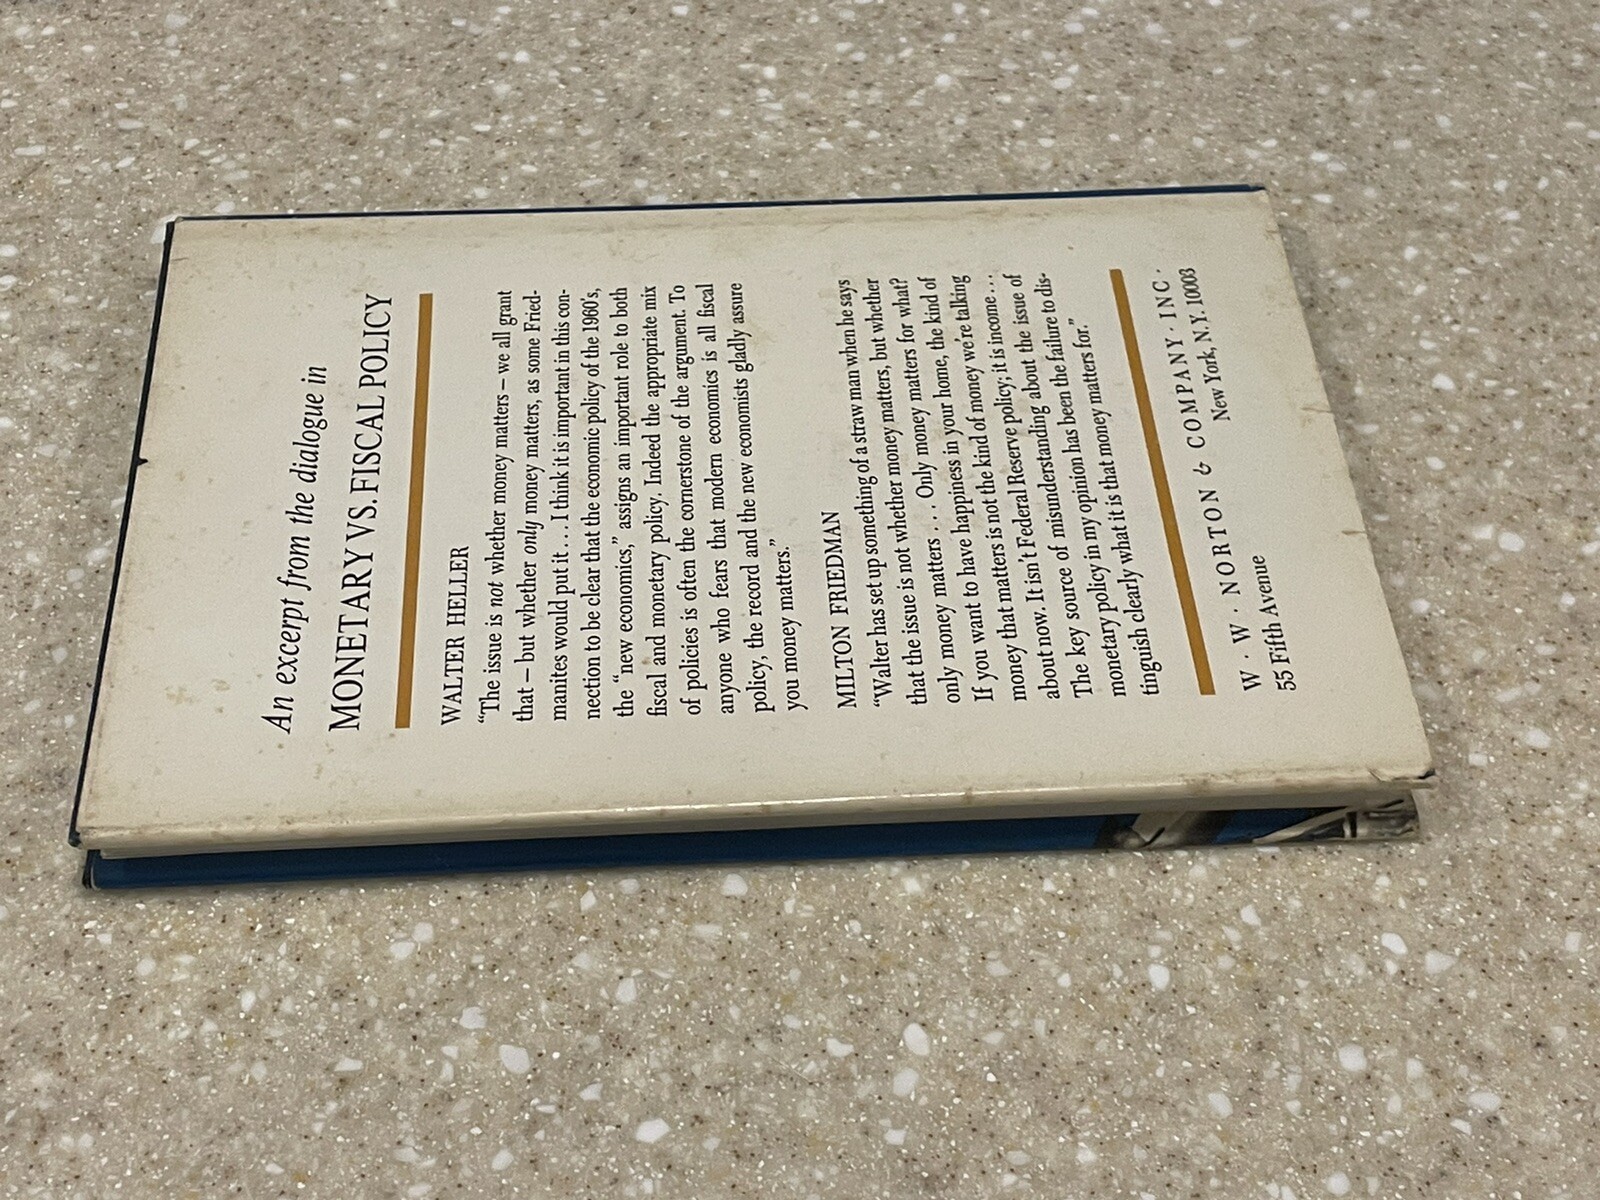 An excerpt from the dialogue in
MONETARY VS. FISCAL POLICY
WALTER HELLER
“The issue is not whether money matters – we all grant
that – but whether only money matters, as some Fried-
manites would put it . . . I think it is important in this con-
nection to be clear that the economic policy of the 1960's,
the “new economics,” assigns an important role to both
fiscal and monetary policy. Indeed the appropriate mix
of policies is often the cornerstone of the argument. To
anyone who fears that modern economics is all fiscal
policy, the record and the new economists gladly assure
you money matters.”
MILTON FRIEDMAN
“Walter has set up something of a straw man when he says
that the issue is not whether money matters, but whether
only money matters . . . Only money matters for what?
If you want to have happiness in your home, the kind of
money that matters is not the kind of money we're talking
about now. It isn't Federal Reserve policy; it is income . . .
The key source of misunderstanding about the issue of
monetary policy in my opinion has been the failure to dis-
tinguish clearly what it is that money matters for.”
W · W · NORTON & COMPANY · INC ·
55 Fifth Avenue New York, N.Y. 10003